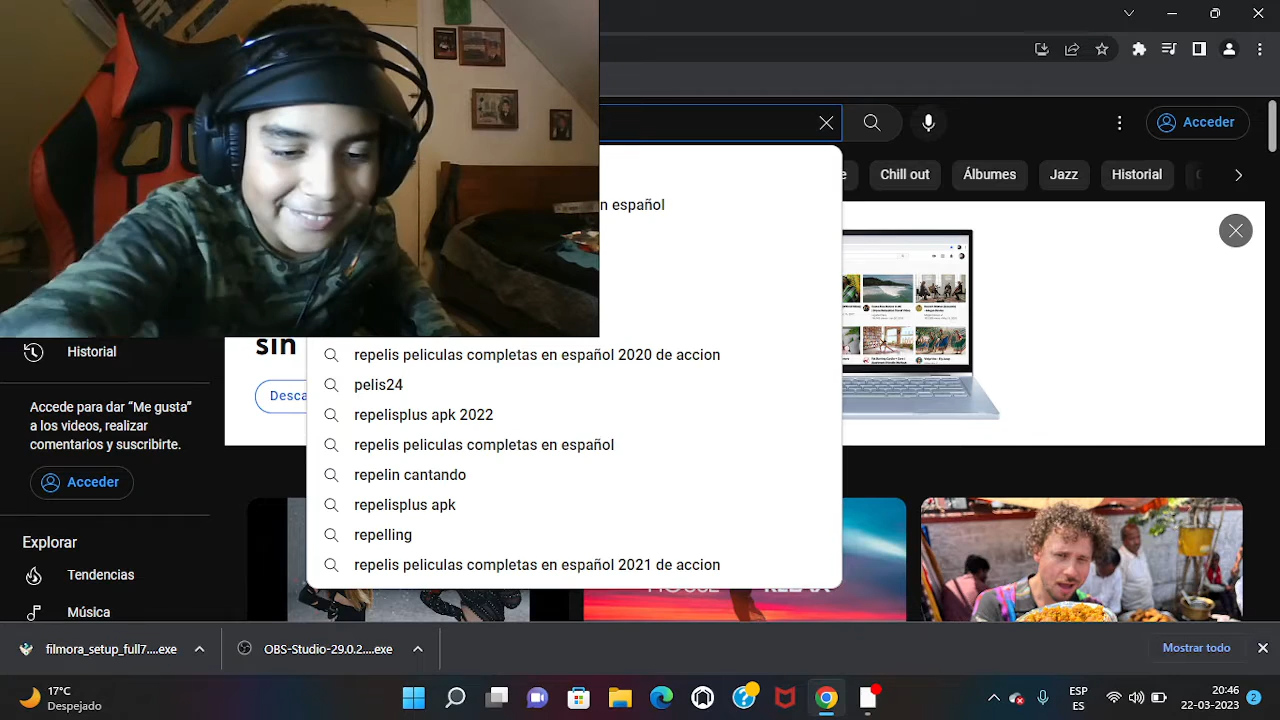 Acceder
Chill out
Álbumes
Jazz
Historial
n español
sin
Historial
repelis peliculas completas en español 2020 de accion
pelis24
Desca
Accede para dar “Me gusta”
a los vídeos, realizar
comentarios y suscribirte.
repelisplus apk 2022
repelis peliculas completas en español
repelin cantando
Acceder
repelisplus apk
repelling
Explorar
repelis peliculas completas en español 2021 de accion
Tendencias
Música
filmora_setup_full7....exe
OBS-Studio-29.0.2....exe
Mostrar todo
17°C
Despejado
ESP
ES
20:46
22-03-2023
2